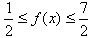 1/2 ≤ f(x) ≤ 7/2